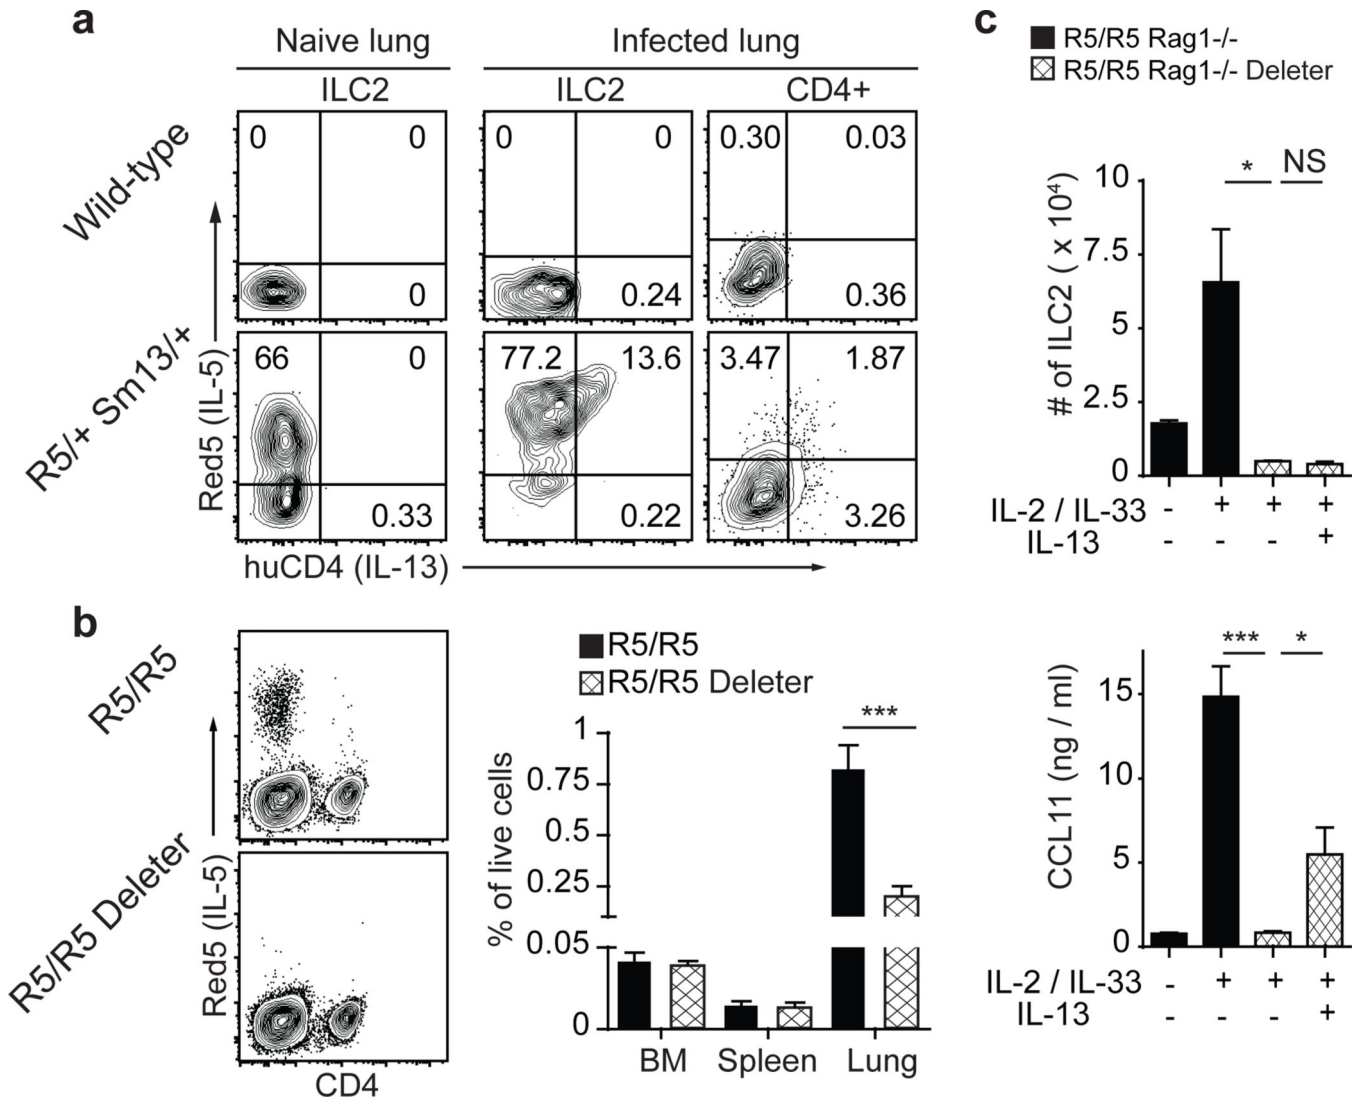 a
Naive lung
Infected lung
ILC2
ILC2
CD4+
Wild-type
0 0
0
0 0
0.24
0.30 0.03
0.36
R5/+ Sm13/+
Red5 (IL-5)
66 0
0.33
77.2 13.6
0.22
3.47 1.87
3.26
huCD4 (IL-13)
b
R5/R5
R5/R5 Deleter
Red5 (IL-5)
CD4
R5/R5
R5/R5 Deleter
% of live cells
1
0.75
0.5
0.25
0.05
0
***
BM Spleen Lung
c
R5/R5 Rag1-/-
R5/R5 Rag1-/- Deleter
# of ILC2 ( x 10⁴)
10
7.5
5
2.5
0
* NS
IL-2 / IL-33 - + + +
IL-13 - - - +
CCL11 (ng / ml)
15
10
5
0
*** *
IL-2 / IL-33 - + + +
IL-13 - - - +